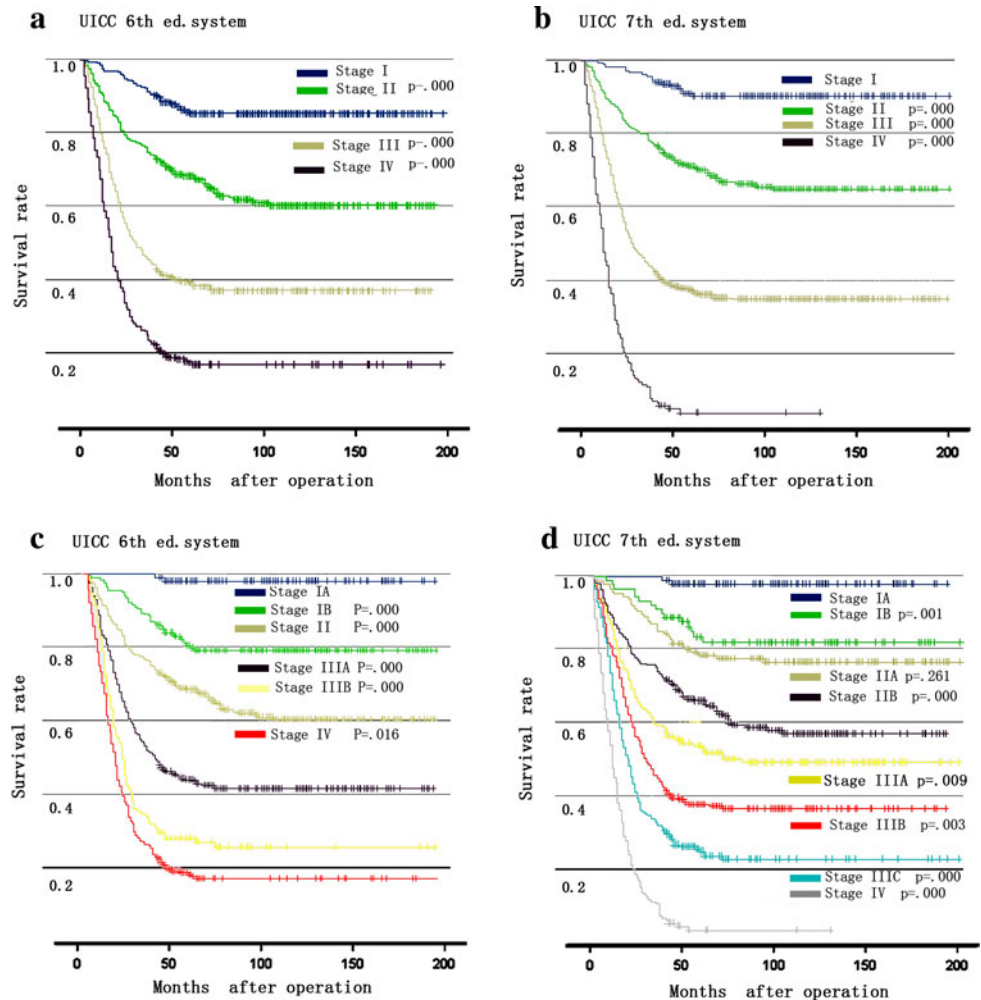 a
UICC 6th ed.system
1.0
0.8
0.6
0.4
0.2
Survival rate
Stage I
Stage II p-.000
Stage III p-.000
Stage IV p-.000
0 50 100 150 200
Months after operation
b
UICC 7th ed.system
1.0
0.8
0.6
0.4
0.2
Survival rate
Stage I
Stage II p=.000
Stage III p=.000
Stage IV p=.000
0 50 100 150 200
Months after operation
c
UICC 6th ed.system
1.0
0.8
0.6
0.4
0.2
Survival rate
Stage IA
Stage IB P=.000
Stage II P=.000
Stage IIIA P=.000
Stage IIIB P=.000
Stage IV P=.016
0 50 100 150 200
Months after operation
d
UICC 7th ed.system
1.0
0.8
0.6
0.4
0.2
Survival rate
Stage IA
Stage IB p=.001
Stage IIA p=.261
Stage IIB p=.000
Stage IIIA p=.009
Stage IIIB p=.003
Stage IIIC p=.000
Stage IV p=.000
0 50 100 150 200
Months after operation